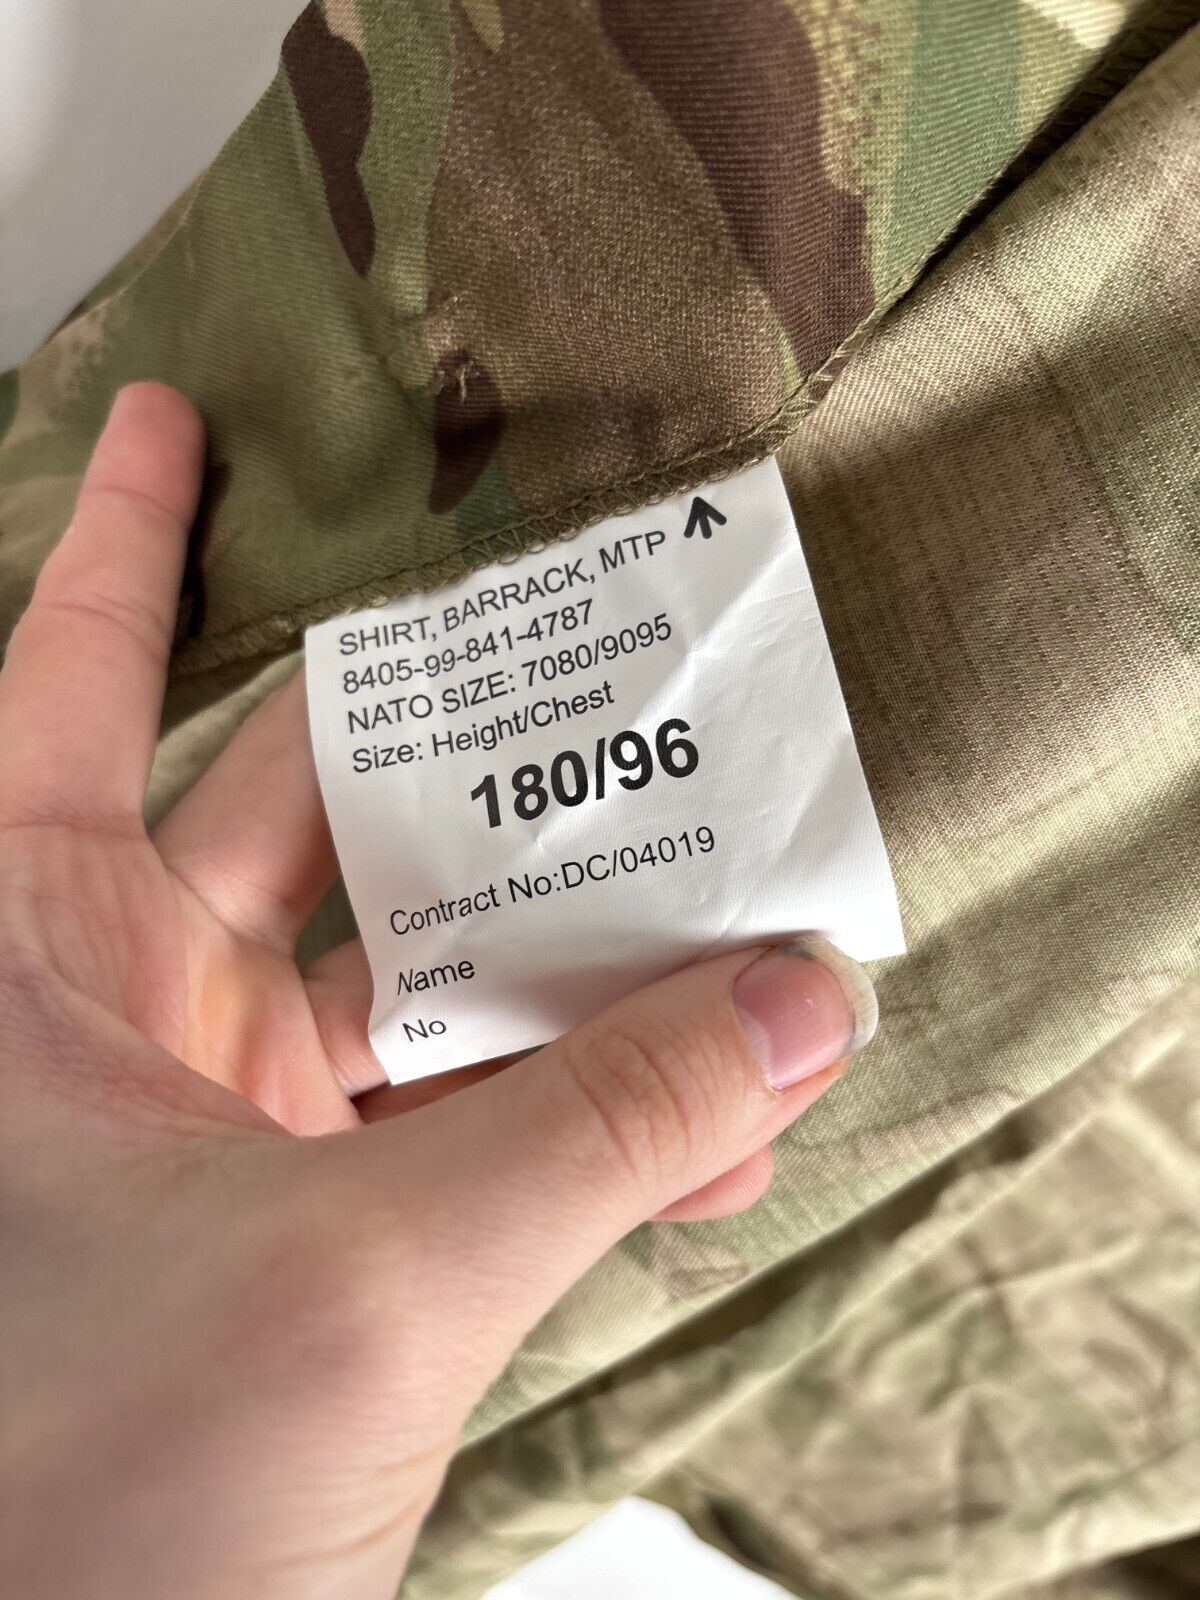 SHIRT, BARRACK, MTP
8405-99-841-4787
NATO SIZE: 7080/9095
Size: Height/Chest
180/96
Contract No:DC/04019
Name
No